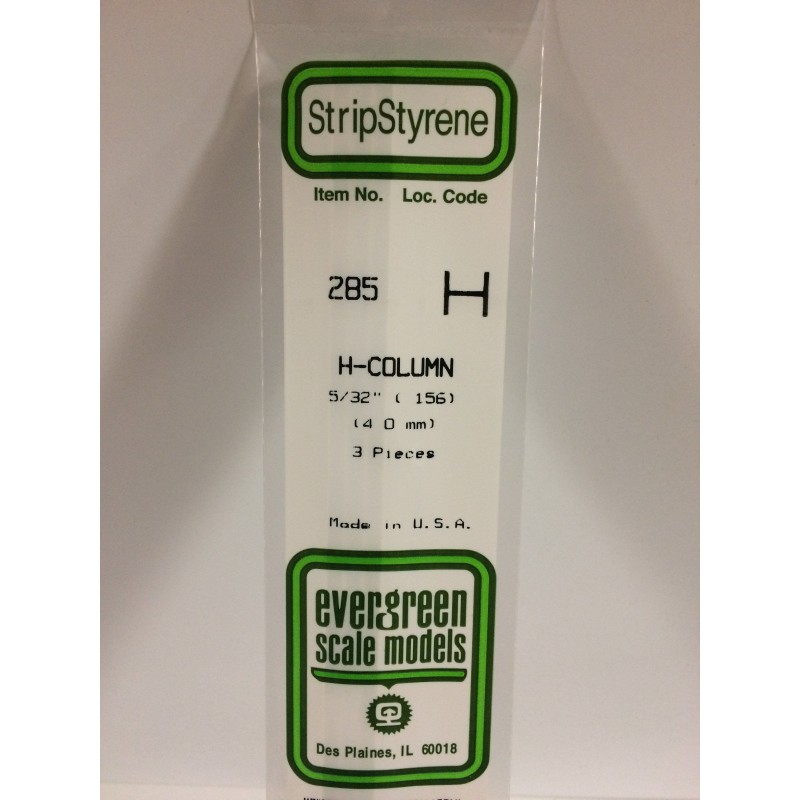 StripStyrene
Item No. Loc. Code
285 H
H-COLUMN
5/32" ( 156)
(4 0 mm)
3 Pieces
Made in U.S.A.
evergreen
scale models
Des Plaines, IL 60018